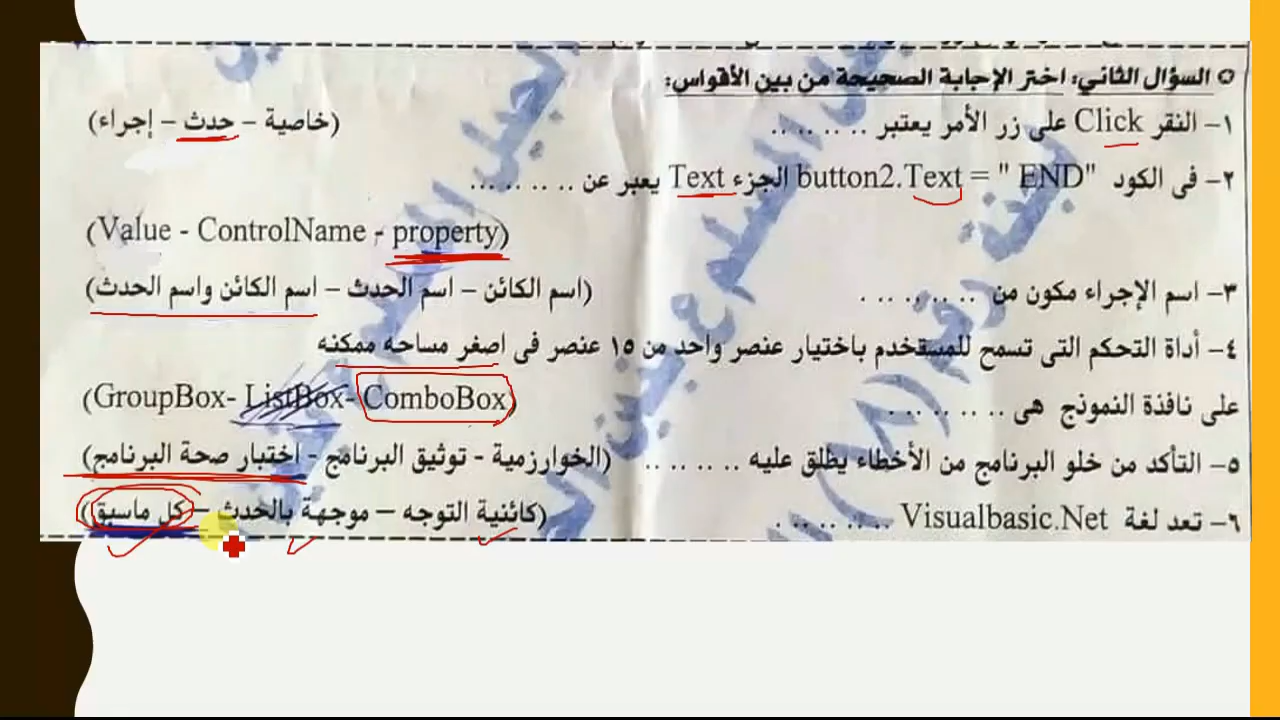 السؤال الثاني: اختر الإجابة الصحيحة من بين الأقواس:
١- النقر Click على زر الأمر يعتبر .. .. .. .. (خاصية – حدث – إجراء)
٢- فى الكود button2.Text = " END" الجزء Text يعبر عن .. .. .. ...
(Value - ControlName - property)
٣- اسم الإجراء مكون من .. .. .. .. . (اسم الكائن – اسم الحدث – اسم الكائن واسم الحدث)
٤- أداة التحكم التى تسمح للمستخدم باختيار عنصر واحد من ١٥ عنصر فى اصغر مساحه ممكنه
على نافذة النموذج هى .. .. .. .. . (GroupBox- ListBox- ComboBox)
٥- التأكد من خلو البرنامج من الأخطاء يطلق عليه .. .. .. .. (الخوارزمية - توثيق البرنامج - اختبار صحة البرنامج)
٦- تعد لغة Visualbasic.Net .. .. .. .. . (كائنية التوجه – موجهة بالحدث – كل ماسبق)